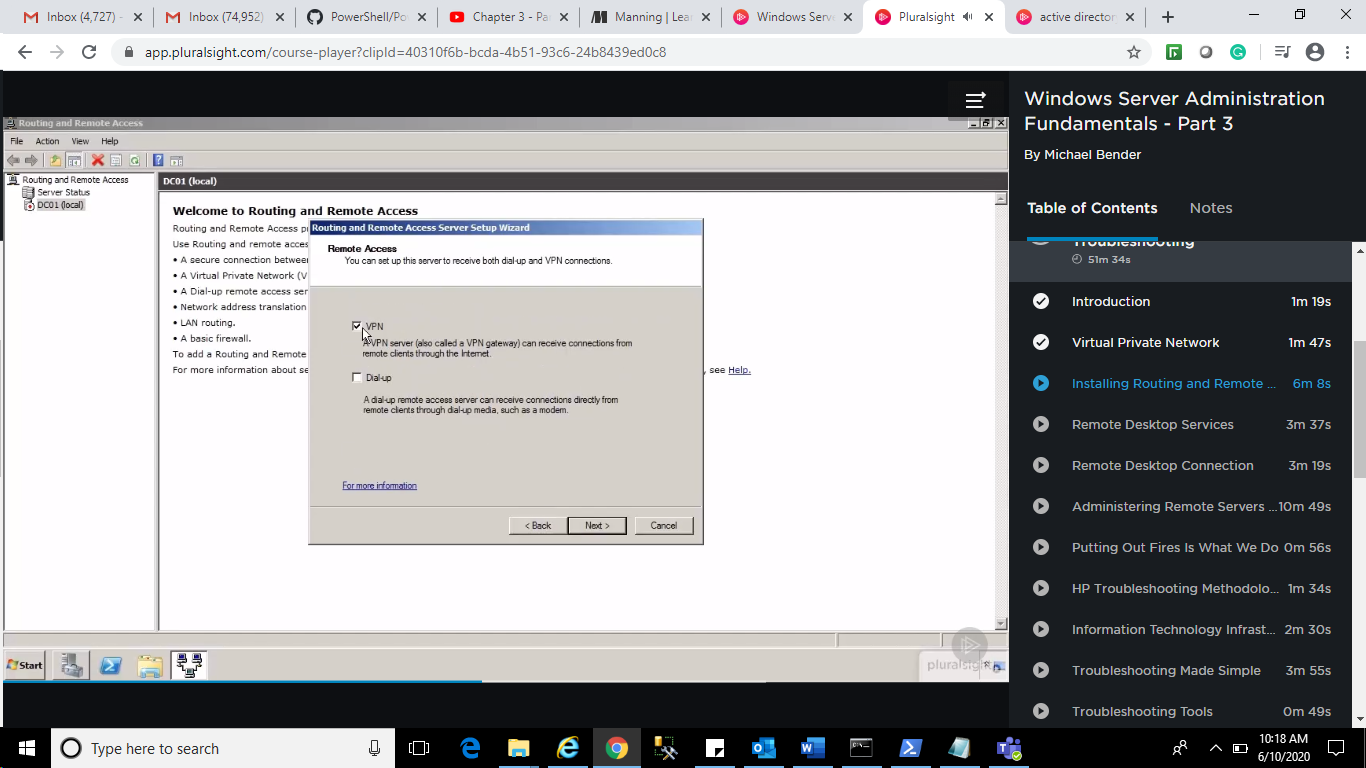 Inbox (4,727) -
Inbox (74,952)
PowerShell/Po
Chapter 3 - Pa
Manning | Lea
Windows Serve
Pluralsight
active director
app.pluralsight.com/course-player?clipId=40310f6b-bcda-4b51-93c6-24b8439ed0c8
Routing and Remote Access
File Action View Help
Routing and Remote Access
Server Status
DC01 (local)
DC01 (local)
Welcome to Routing and Remote Access
Routing and Remote Access p
Use Routing and remote acces
• A secure connection between
• A Virtual Private Network (V
• A Dial-up remote access ser
• Network address translation
• LAN routing.
• A basic firewall.
To add a Routing and Remote
For more information about se
, see Help.
Routing and Remote Access Server Setup Wizard
Remote Access
You can set up this server to receive both dial-up and VPN connections.
VPN
A VPN server (also called a VPN gateway) can receive connections from
remote clients through the Internet.
Dial-up
A dial-up remote access server can receive connections directly from
remote clients through dial-up media, such as a modem.
For more information
< Back Next > Cancel
Start
pluralsight
Windows Server Administration
Fundamentals - Part 3
By Michael Bender
Table of Contents Notes
Troubleshooting
51m 34s
Introduction 1m 19s
Virtual Private Network 1m 47s
Installing Routing and Remote ... 6m 8s
Remote Desktop Services 3m 37s
Remote Desktop Connection 3m 19s
Administering Remote Servers ... 10m 49s
Putting Out Fires Is What We Do 0m 56s
HP Troubleshooting Methodolo... 1m 34s
Information Technology Infrast... 2m 30s
Troubleshooting Made Simple 3m 55s
Troubleshooting Tools 0m 49s
Type here to search
10:18 AM
6/10/2020